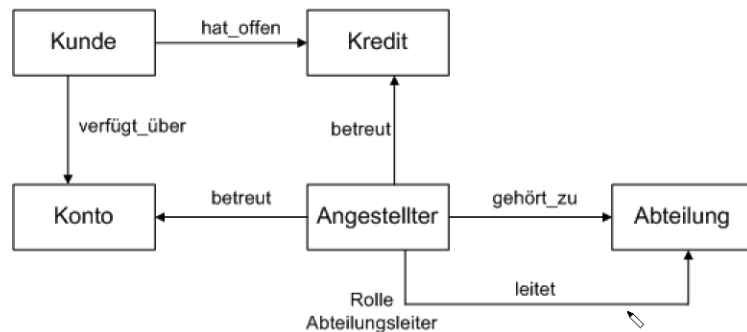 Kunde
hat_offen
Kredit
verfügt_über
betreut
Konto
betreut
Angestellter
gehört_zu
Abteilung
Rolle
Abteilungsleiter
leitet